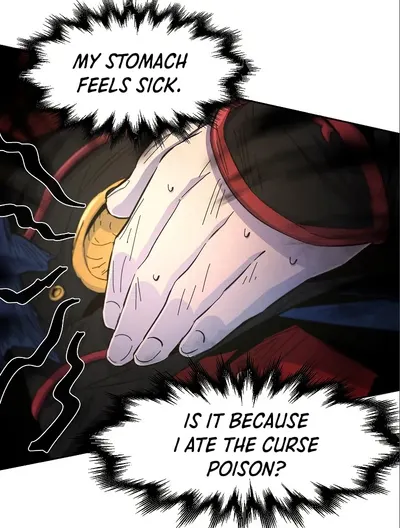 MY STOMACH
FEELS SICK.
IS IT BECAUSE
I ATE THE CURSE
POISON?